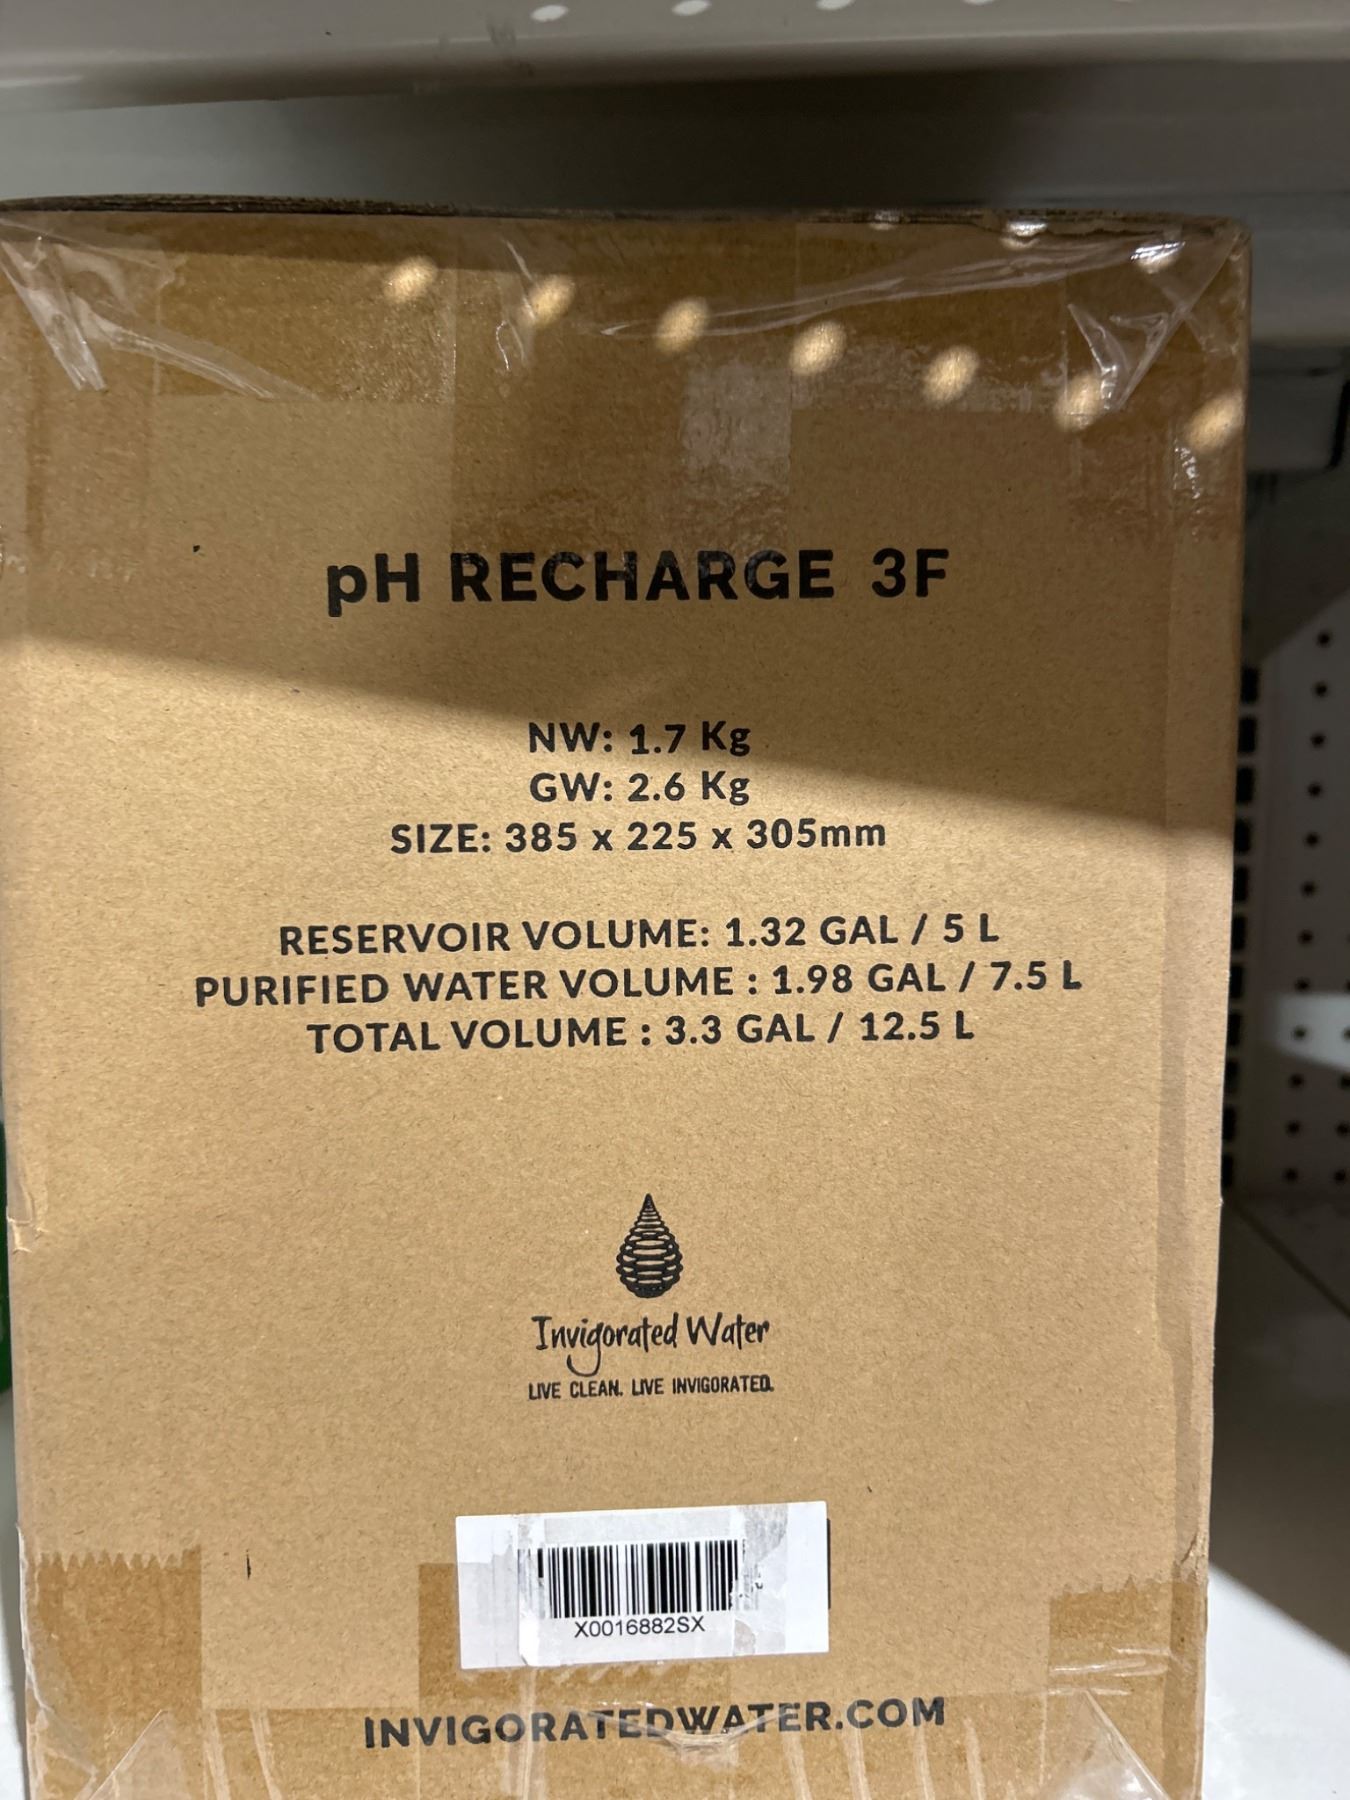 pH RECHARGE 3F
NW: 1.7 Kg
GW: 2.6 Kg
SIZE: 385 x 225 x 305mm
RESERVOIR VOLUME: 1.32 GAL / 5 L
PURIFIED WATER VOLUME : 1.98 GAL / 7.5 L
TOTAL VOLUME : 3.3 GAL / 12.5 L
Invigorated Water
LIVE CLEAN. LIVE INVIGORATED.
X0016882SX
INVIGORATEDWATER.COM